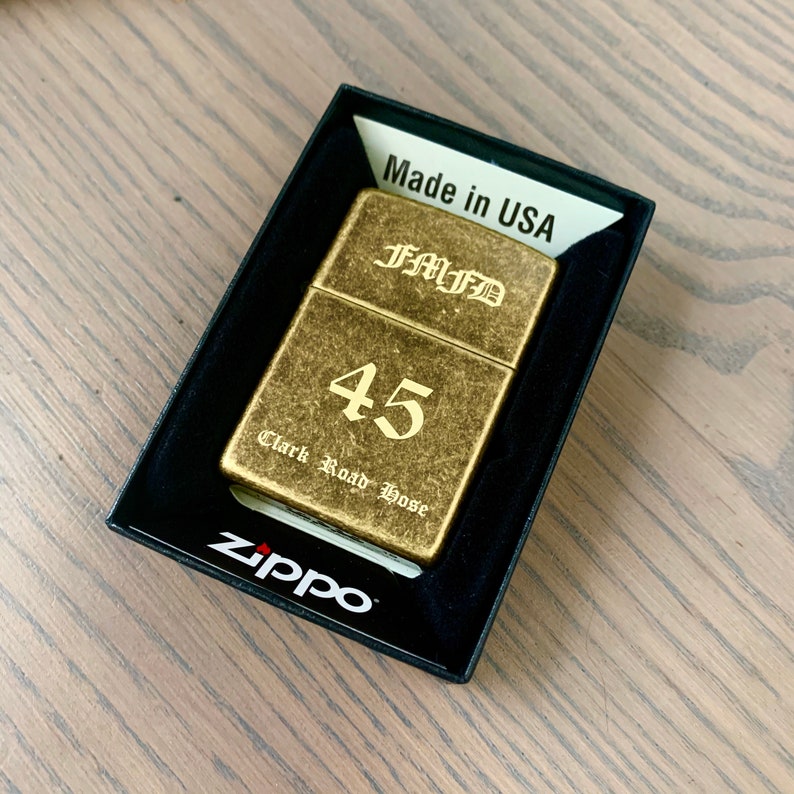 Made in USA
FMFD
45
Clark Road Hose
zippo